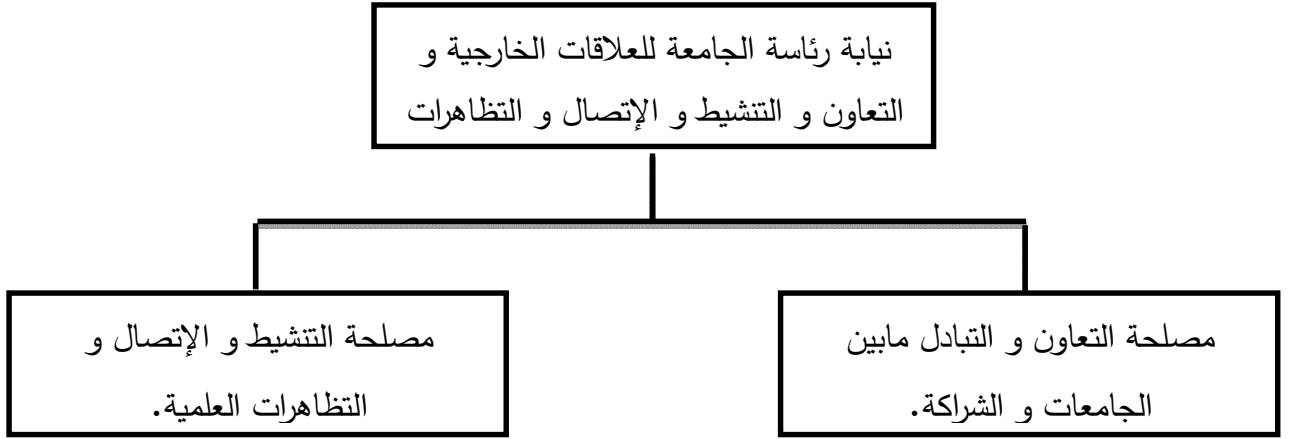 نيابة رئاسة الجامعة للعلاقات الخارجية و
التعاون و التنشيط و الإتصال و التظاهرات
مصلحة التعاون و التبادل مابين
الجامعات و الشراكة.
مصلحة التنشيط و الإتصال و
التظاهرات العلمية.